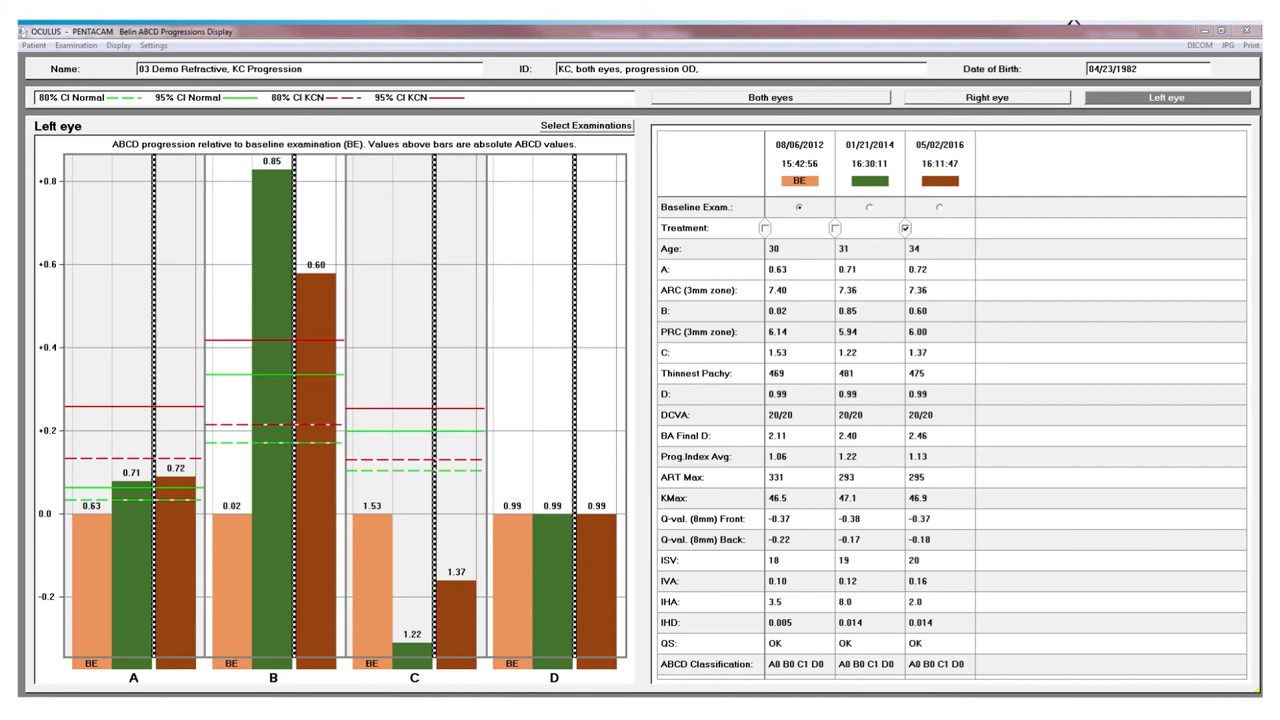 OCULUS - PENTACAM Belin ABCD Progressions Display
Patient Examination Display Settings DICOM JPG Print
Name: 03 Demo Refractive, KC Progression ID: KC, both eyes, progression OD, Date of Birth: 04/23/1982
80% CI Normal 95% CI Normal 80% CI KCN 95% CI KCN Both eyes Right eye Left eye
Left eye Select Examinations
ABCD progression relative to baseline examination (BE). Values above bars are absolute ABCD values.
+0.8
+0.6
+0.4
+0.2
0.0
-0.2
0.63 0.71 0.72
0.02 0.85 0.60
1.53 1.22 1.37
0.99 0.99 0.99
BE BE BE BE
A B C D
08/06/2012 01/21/2014 05/02/2016
15:42:56 16:30:11 16:11:47
BE
Baseline Exam.:
Treatment:
Age: 30 31 34
A: 0.63 0.71 0.72
ARC (3mm zone): 7.40 7.36 7.36
B: 0.02 0.85 0.60
PRC (3mm zone): 6.14 5.94 6.00
C: 1.53 1.22 1.37
Thinnest Pachy: 469 481 475
D: 0.99 0.99 0.99
DCVA: 20/20 20/20 20/20
BA Final D: 2.11 2.40 2.46
Prog.Index Avg: 1.06 1.22 1.13
ART Max: 331 293 295
KMax: 46.5 47.1 46.9
Q-val. (8mm) Front: -0.37 -0.38 -0.37
Q-val. (8mm) Back: -0.22 -0.17 -0.18
ISV: 18 19 20
IVA: 0.10 0.12 0.16
IHA: 3.5 8.0 2.0
IHD: 0.005 0.014 0.014
QS: OK OK OK
ABCD Classification: A0 B0 C1 D0 A0 B0 C1 D0 A0 B0 C1 D0